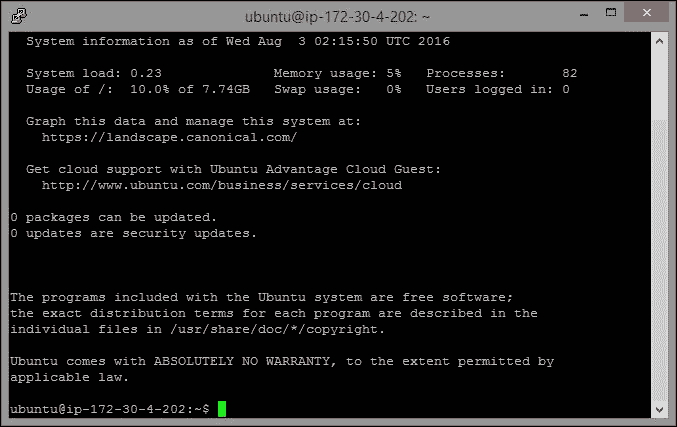 ubuntu@ip-172-30-4-202: ~
System information as of Wed Aug  3 02:15:50 UTC 2016
System load: 0.23              Memory usage: 5%   Processes:       82
Usage of /:  10.0% of 7.74GB   Swap usage:   0%   Users logged in: 0
Graph this data and manage this system at:
https://landscape.canonical.com/
Get cloud support with Ubuntu Advantage Cloud Guest:
http://www.ubuntu.com/business/services/cloud
0 packages can be updated.
0 updates are security updates.
The programs included with the Ubuntu system are free software;
the exact distribution terms for each program are described in the
individual files in /usr/share/doc/*/copyright.
Ubuntu comes with ABSOLUTELY NO WARRANTY, to the extent permitted by
applicable law.
ubuntu@ip-172-30-4-202:~$